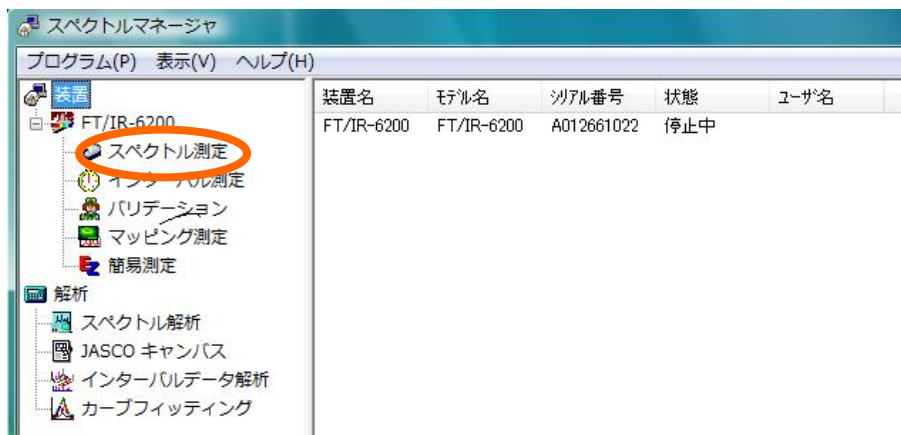 スペクトルマネージャ
プログラム(P) 表示(V) ヘルプ(H)
装置
FT/IR-6200
スペクトル測定
インターバル測定
バリデーション
マッピング測定
簡易測定
解析
スペクトル解析
JASCO キャンバス
インターバルデータ解析
カーブフィッティング
装置名 モデル名 シリアル番号 状態 ユーザ名
FT/IR-6200 FT/IR-6200 A012661022 停止中